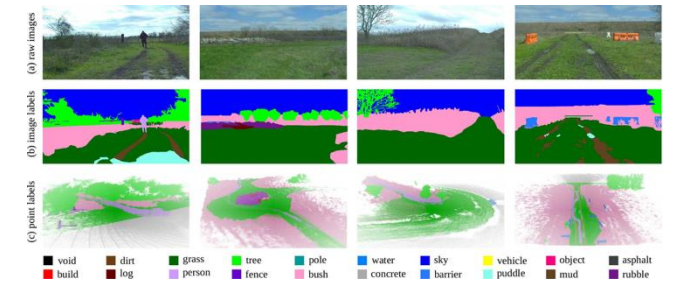 (a) raw images
(b) image labels
(c) point labels
void dirt grass tree pole water sky vehicle object asphalt
build log person fence bush concrete barrier puddle mud rubble